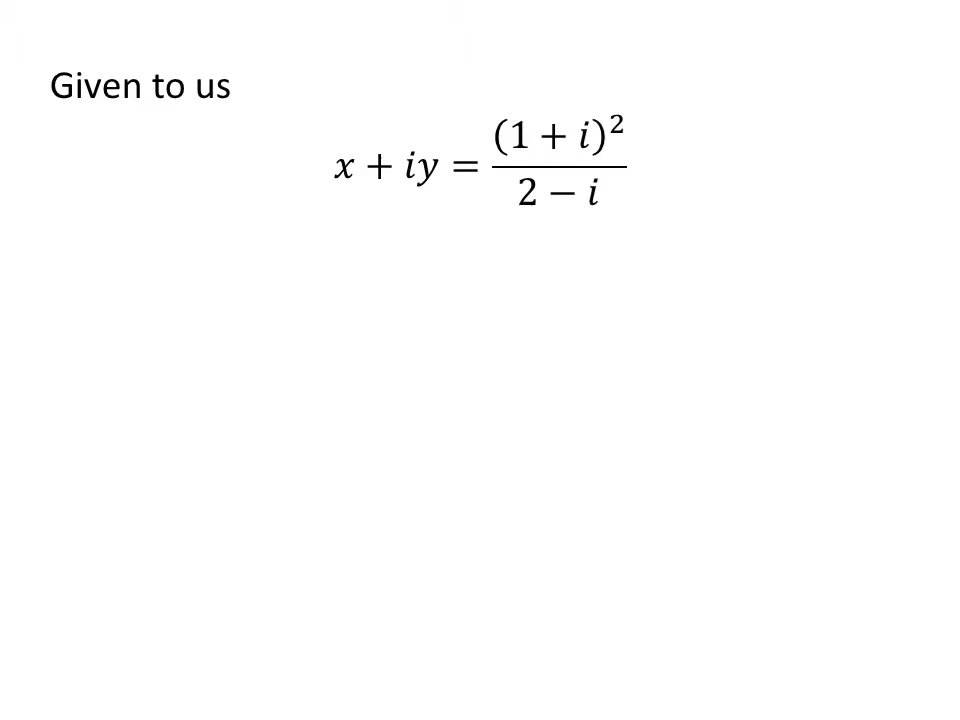 Given to us
x + iy = (1 + i)² / 2 − i